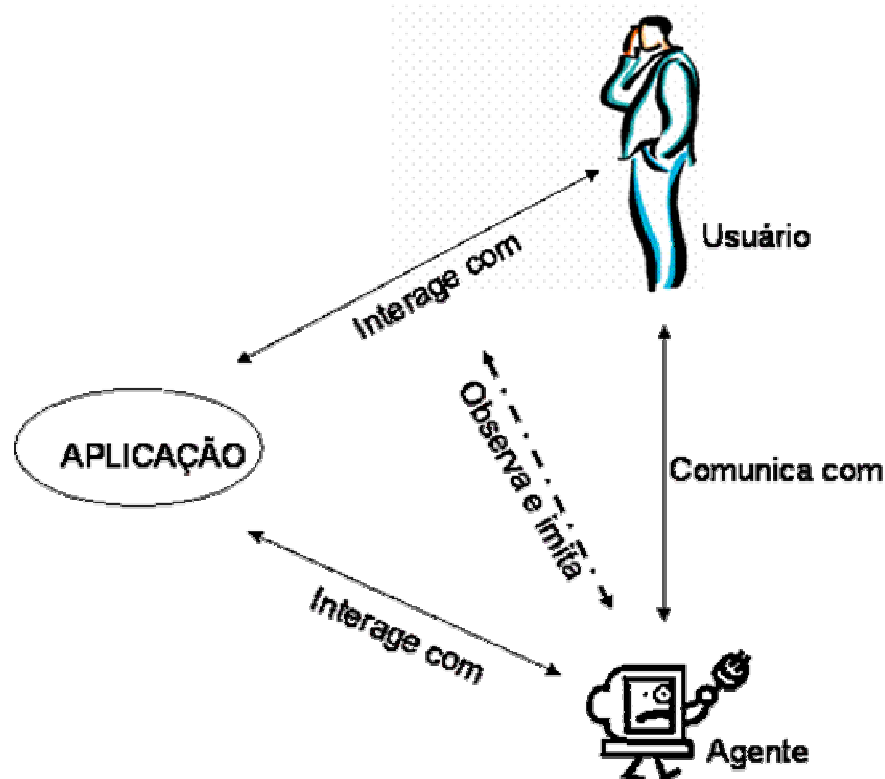 Usuário
Interage com
Observa e imita
APLICAÇÃO
Comunica com
Interage com
Agente